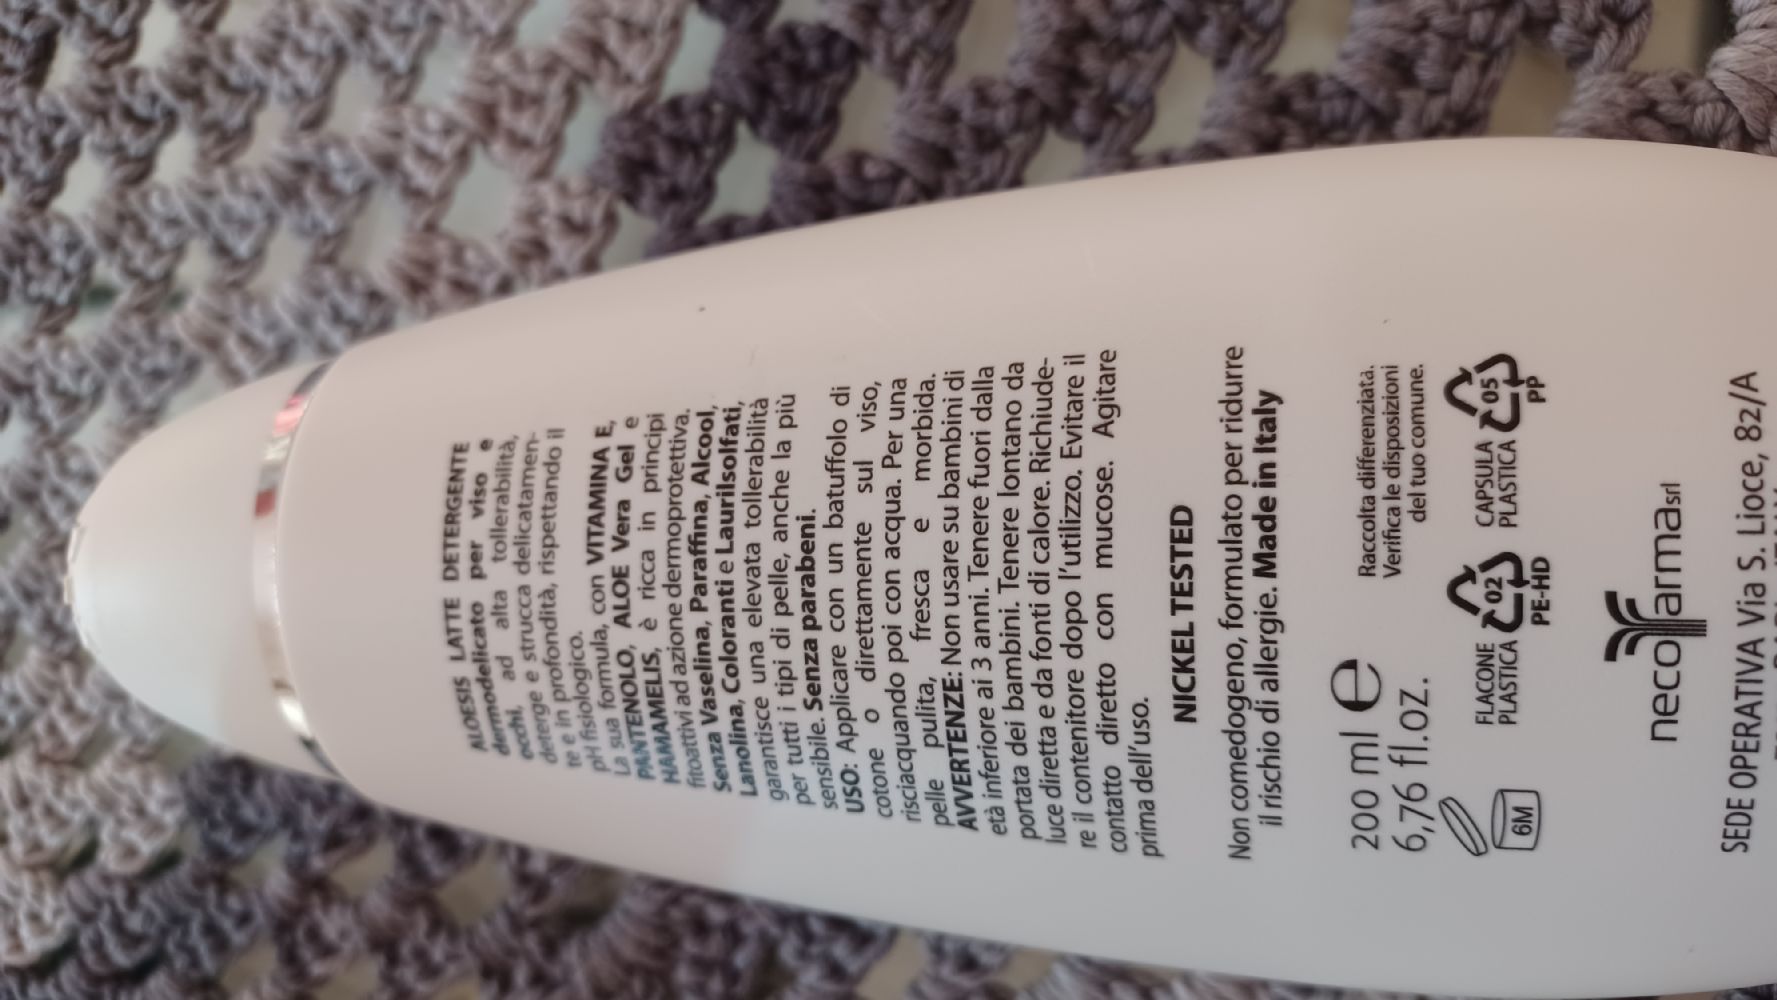 ALOESIS LATTE DETERGENTE
dermodelicato per viso e
occhi, ad alta tollerabilità,
deterge e strucca delicatamen-
te e in profondità, rispettando il
pH fisiologico.
La sua formula, con VITAMINA E,
PANTENOLO, ALOE Vera Gel e
HAMAMELIS, è ricca in principi
fitoattivi ad azione dermoprotettiva.
Senza Vaselina, Paraffina, Alcool,
Lanolina, Coloranti e Laurilsolfati,
garantisce una elevata tollerabilità
per tutti i tipi di pelle, anche la più
sensibile. Senza parabeni.
USO: Applicare con un batuffolo di
cotone o direttamente sul viso,
risciacquando poi con acqua. Per una
pelle pulita, fresca e morbida.
AVVERTENZE: Non usare su bambini di
età inferiore ai 3 anni. Tenere fuori dalla
portata dei bambini. Tenere lontano da
luce diretta e da fonti di calore. Richiude-
re il contenitore dopo l'utilizzo. Evitare il
contatto diretto con mucose. Agitare
prima dell'uso.
NICKEL TESTED
Non comedogeno, formulato per ridurre
il rischio di allergie. Made in Italy
200 ml e
6,76 fl.oz.
6M
Raccolta differenziata.
Verifica le disposizioni
del tuo comune.
FLACONE
PLASTICA
02
PE-HD
CAPSULA
PLASTICA
05
PP
necofarma srl
SEDE OPERATIVA Via S. Lioce, 82/A